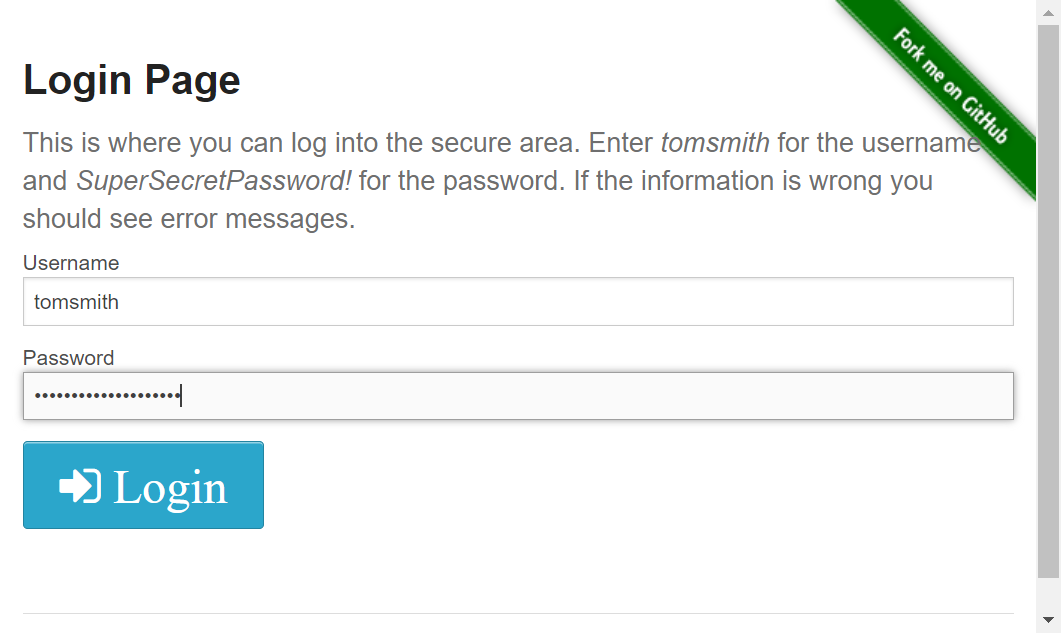 Fork me on GitHub
Login Page
This is where you can log into the secure area. Enter tomsmith for the username
and SuperSecretPassword! for the password. If the information is wrong you
should see error messages.
Username
tomsmith
Password
••••••••••••••••••••
Login